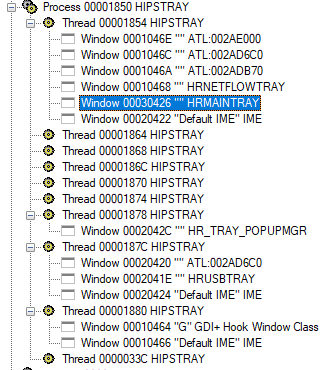 Process 00001850 HIPSTRAY
Thread 00001854 HIPSTRAY
Window 0001046E "" ATL:002AE000
Window 0001046C "" ATL:002AD6C0
Window 0001046A "" ATL:002ADB70
Window 00010468 "" HRNETFLOWTRAY
Window 00030426 "" HRMAINTRAY
Window 00020422 "Default IME" IME
Thread 00001864 HIPSTRAY
Thread 00001868 HIPSTRAY
Thread 0000186C HIPSTRAY
Thread 00001870 HIPSTRAY
Thread 00001874 HIPSTRAY
Thread 00001878 HIPSTRAY
Window 0002042C "" HR_TRAY_POPUPMGR
Thread 0000187C HIPSTRAY
Window 00020420 "" ATL:002AD6C0
Window 0002041E "" HRUSBTRAY
Window 00020424 "Default IME" IME
Thread 00001880 HIPSTRAY
Window 00010464 "G" GDI+ Hook Window Class
Window 00010466 "Default IME" IME
Thread 0000033C HIPSTRAY